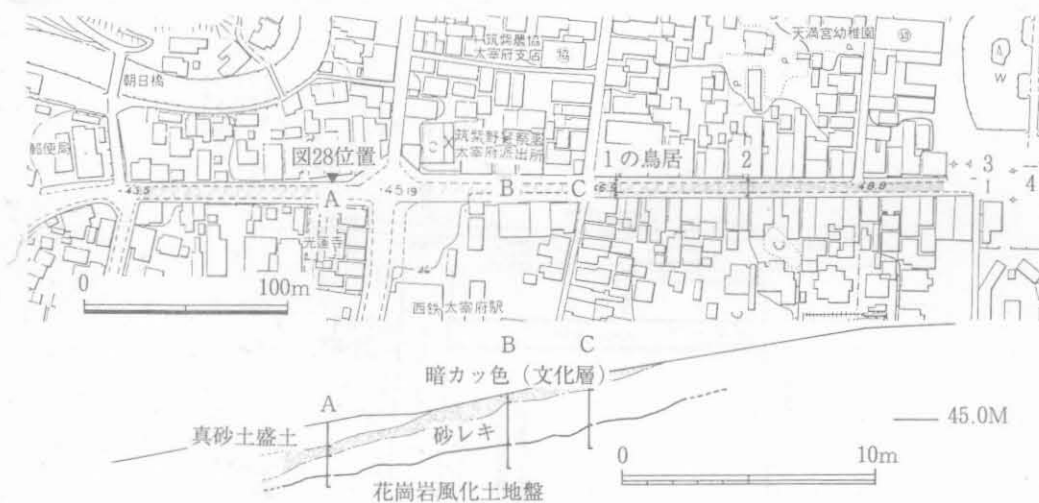 筑紫農協
太宰府支店
協
天満宮幼稚園
幼
朝日橋
郵便局
図28位置
筑紫野警察署
太宰府派出所
1の鳥居
2
3
4
A
B
C
43.5
45.19
46.5
48.8
光蓮寺
西鉄太宰府駅
W
a
a
0
100m
A
B
C
暗カッ色（文化層）
真砂土盛土
砂レキ
花崗岩風化土地盤
45.0M
0
10m